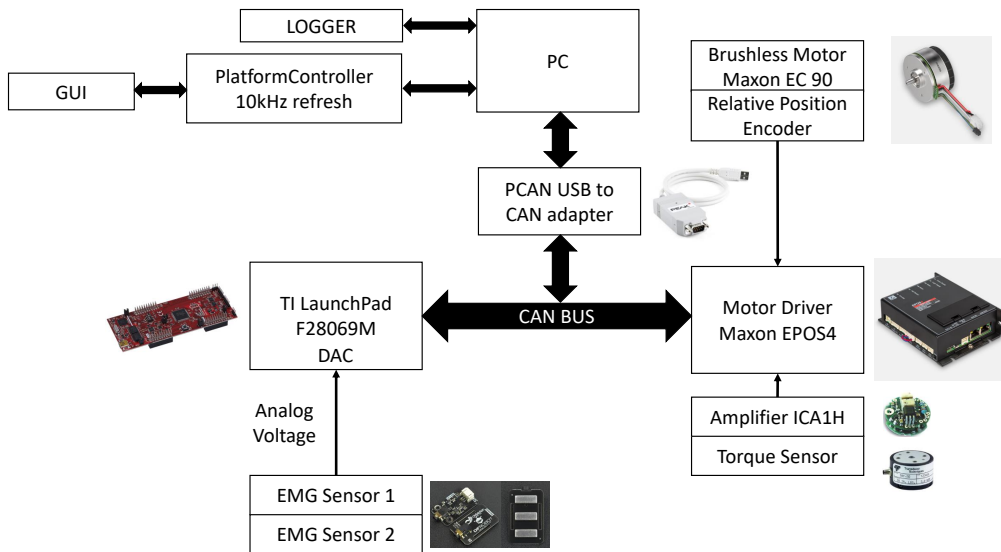 LOGGER
PC
PlatformController
10kHz refresh
GUI
Brushless Motor
Maxon EC 90
Relative Position
Encoder
PCAN USB to
CAN adapter
TI LaunchPad
F28069M
DAC
CAN BUS
Motor Driver
Maxon EPOS4
Analog
Voltage
Amplifier ICA1H
Torque Sensor
EMG Sensor 1
EMG Sensor 2